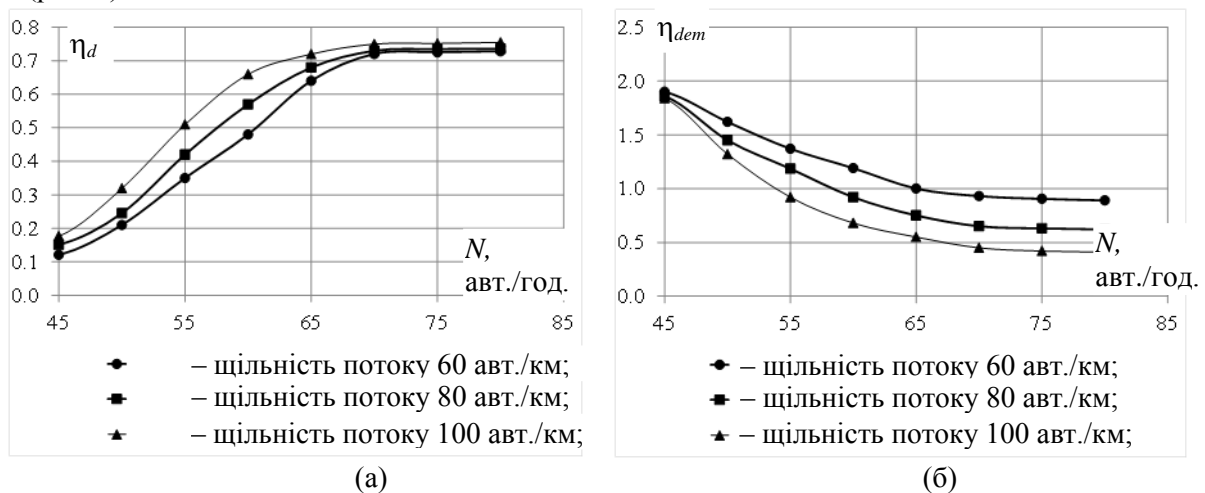 0.8
η_d
0.7
0.6
0.5
0.4
0.3
0.2
0.1
0.0
N,
авт./год.
45 55 65 75 85
– щільність потоку 60 авт./км;
– щільність потоку 80 авт./км;
– щільність потоку 100 авт./км;
(а)
2.5
η_dem
2.0
1.5
1.0
0.5
0.0
N,
авт./год.
45 55 65 75 85
– щільність потоку 60 авт./км;
– щільність потоку 80 авт./км;
– щільність потоку 100 авт./км;
(б)